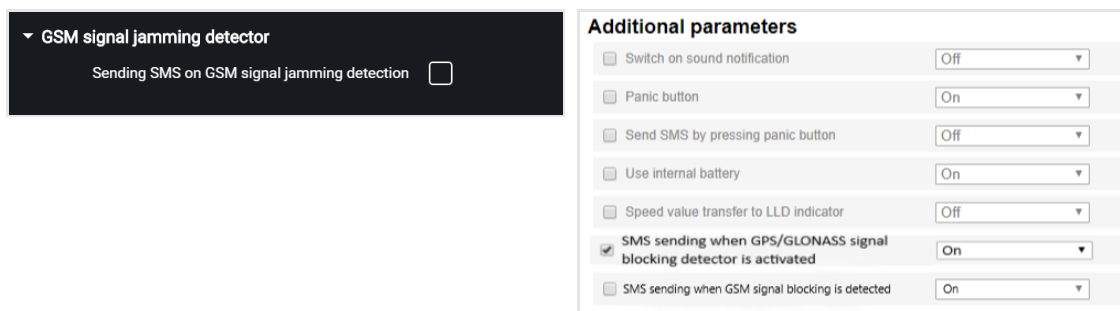 GSM signal jamming detector
Sending SMS on GSM signal jamming detection
Additional parameters
Switch on sound notification Off
Panic button On
Send SMS by pressing panic button Off
Use internal battery On
Speed value transfer to LLD indicator Off
SMS sending when GPS/GLONASS signal
blocking detector is activated On
SMS sending when GSM signal blocking is detected On